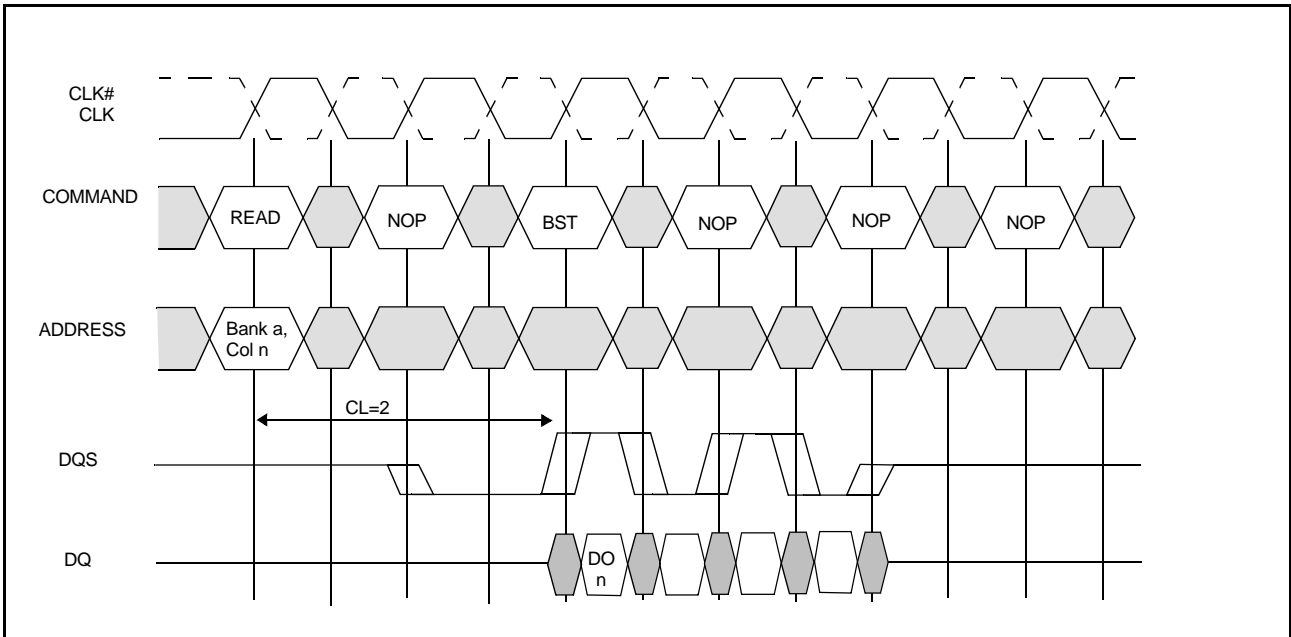 CLK#
CLK
COMMAND
READ NOP BST NOP NOP NOP
ADDRESS
Bank a,
Col n
CL=2
DQS
DQ
DO
n